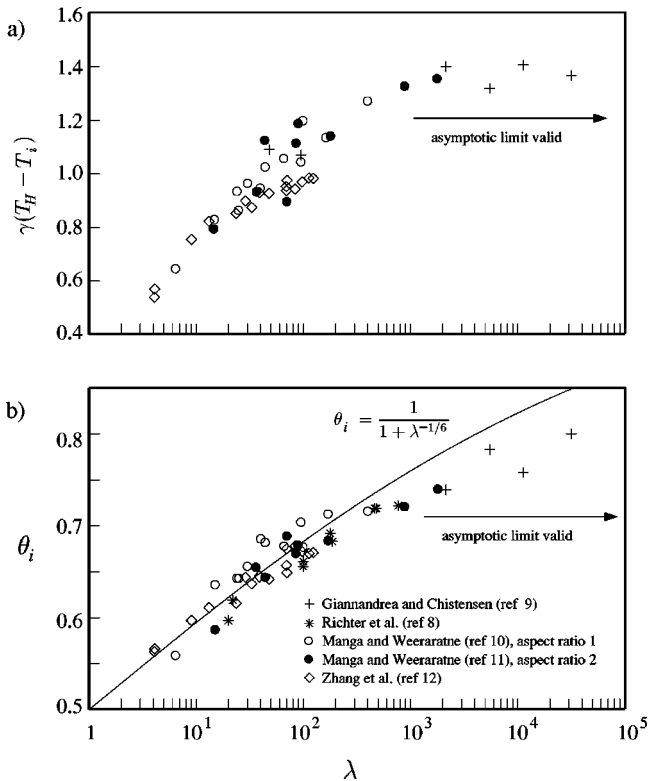 a)
1.6
1.4
1.2
1.0
0.8
0.6
0.4
γ(T_H − T_i)
asymptotic limit valid
b)
0.8
0.7
0.6
0.5
θ_i
θ_i = 1 / (1 + λ^{−1/6})
asymptotic limit valid
+ Giannandrea and Chistensen (ref 9)
* Richter et al. (ref 8)
○ Manga and Weeraratne (ref 10), aspect ratio 1
● Manga and Weeraratne (ref 11), aspect ratio 2
◇ Zhang et al. (ref 12)
1 10^1 10^2 10^3 10^4 10^5
λ